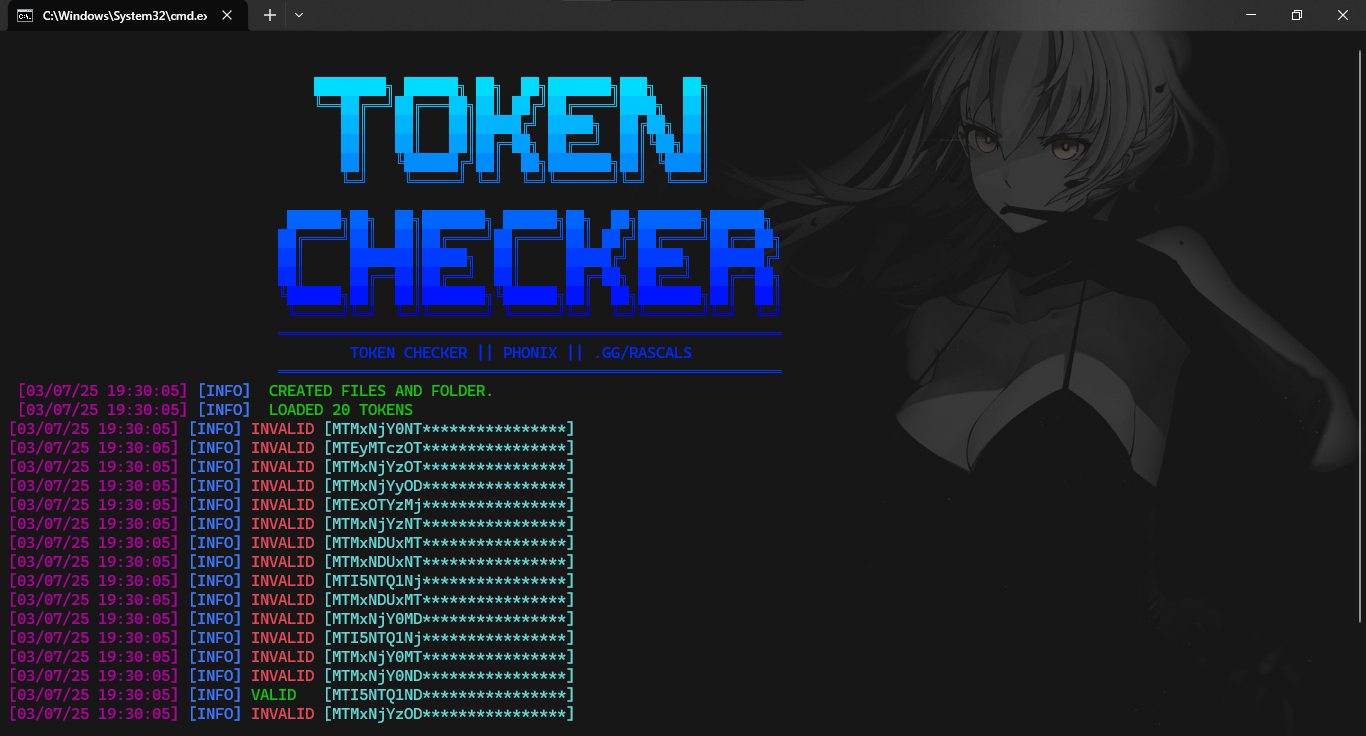 C:\Windows\System32\cmd.ex
TOKEN
CHECKER
TOKEN CHECKER || PHONIX || .GG/RASCALS
[03/07/25 19:30:05] [INFO] CREATED FILES AND FOLDER.
[03/07/25 19:30:05] [INFO] LOADED 20 TOKENS
[03/07/25 19:30:05] [INFO] INVALID [MTMxNjY0NT****************]
[03/07/25 19:30:05] [INFO] INVALID [MTEyMTczOT****************]
[03/07/25 19:30:05] [INFO] INVALID [MTMxNjYzOT****************]
[03/07/25 19:30:05] [INFO] INVALID [MTMxNjYyOD****************]
[03/07/25 19:30:05] [INFO] INVALID [MTExOTYzMj****************]
[03/07/25 19:30:05] [INFO] INVALID [MTMxNjYzNT****************]
[03/07/25 19:30:05] [INFO] INVALID [MTMxNDUxMT****************]
[03/07/25 19:30:05] [INFO] INVALID [MTMxNDUxNT****************]
[03/07/25 19:30:05] [INFO] INVALID [MTI5NTQ1Nj****************]
[03/07/25 19:30:05] [INFO] INVALID [MTMxNDUxMT****************]
[03/07/25 19:30:05] [INFO] INVALID [MTMxNjY0MD****************]
[03/07/25 19:30:05] [INFO] INVALID [MTI5NTQ1Nj****************]
[03/07/25 19:30:05] [INFO] INVALID [MTMxNjY0MT****************]
[03/07/25 19:30:05] [INFO] INVALID [MTMxNjY0ND****************]
[03/07/25 19:30:05] [INFO] VALID [MTI5NTQ1ND****************]
[03/07/25 19:30:05] [INFO] INVALID [MTMxNjYzOD****************]